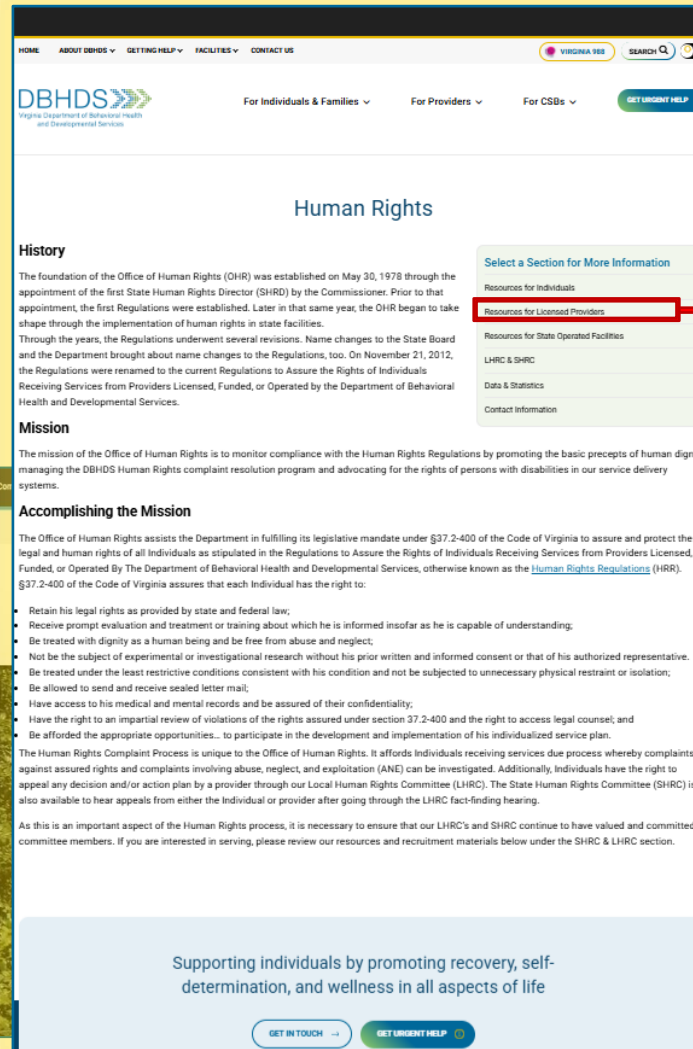 HOME ABOUT DBHDS GETTING HELP FACILITIES CONTACT US VIRGINIA 988 SEARCH
DBHDS
Virginia Department of Behavioral Health
and Developmental Services
For Individuals & Families For Providers For CSBs GET URGENT HELP
Human Rights
History
The foundation of the Office of Human Rights (OHR) was established on May 30, 1978 through the
appointment of the first State Human Rights Director (SHRD) by the Commissioner. Prior to that
appointment, the first Regulations were established. Later in that same year, the OHR began to take
shape through the implementation of human rights in state facilities.
Through the years, the Regulations underwent several revisions. Name changes to the State Board
and the Department brought about name changes to the Regulations, too. On November 21, 2012,
the Regulations were renamed to the current Regulations to Assure the Rights of Individuals
Receiving Services from Providers Licensed, Funded, or Operated by the Department of Behavioral
Health and Developmental Services.
Select a Section for More Information
Resources for Individuals
Resources for Licensed Providers
Resources for State Operated Facilities
LHRC & SHRC
Data & Statistics
Contact Information
Mission
The mission of the Office of Human Rights is to monitor compliance with the Human Rights Regulations by promoting the basic precepts of human dign
managing the DBHDS Human Rights complaint resolution program and advocating for the rights of persons with disabilities in our service delivery
systems.
Accomplishing the Mission
The Office of Human Rights assists the Department in fulfilling its legislative mandate under §37.2-400 of the Code of Virginia to assure and protect the
legal and human rights of all Individuals as stipulated in the Regulations to Assure the Rights of Individuals Receiving Services from Providers Licensed,
Funded, or Operated By The Department of Behavioral Health and Developmental Services, otherwise known as the Human Rights Regulations (HRR).
§37.2-400 of the Code of Virginia assures that each Individual has the right to:
Retain his legal rights as provided by state and federal law;
Receive prompt evaluation and treatment or training about which he is informed insofar as he is capable of understanding;
Be treated with dignity as a human being and be free from abuse and neglect;
Not be the subject of experimental or investigational research without his prior written and informed consent or that of his authorized representative.
Be treated under the least restrictive conditions consistent with his condition and not be subjected to unnecessary physical restraint or isolation;
Be allowed to send and receive sealed letter mail;
Have access to his medical and mental records and be assured of their confidentiality;
Have the right to an impartial review of violations of the rights assured under section 37.2-400 and the right to access legal counsel; and
Be afforded the appropriate opportunities… to participate in the development and implementation of his individualized service plan.
The Human Rights Complaint Process is unique to the Office of Human Rights. It affords Individuals receiving services due process whereby complaints
against assured rights and complaints involving abuse, neglect, and exploitation (ANE) can be investigated. Additionally, Individuals have the right to
appeal any decision and/or action plan by a provider through our Local Human Rights Committee (LHRC). The State Human Rights Committee (SHRC) is
also available to hear appeals from either the Individual or provider after going through the LHRC fact-finding hearing.
As this is an important aspect of the Human Rights process, it is necessary to ensure that our LHRC's and SHRC continue to have valued and committed
committee members. If you are interested in serving, please review our resources and recruitment materials below under the SHRC & LHRC section.
Supporting individuals by promoting recovery, self-
determination, and wellness in all aspects of life
GET IN TOUCH → GET URGENT HELP